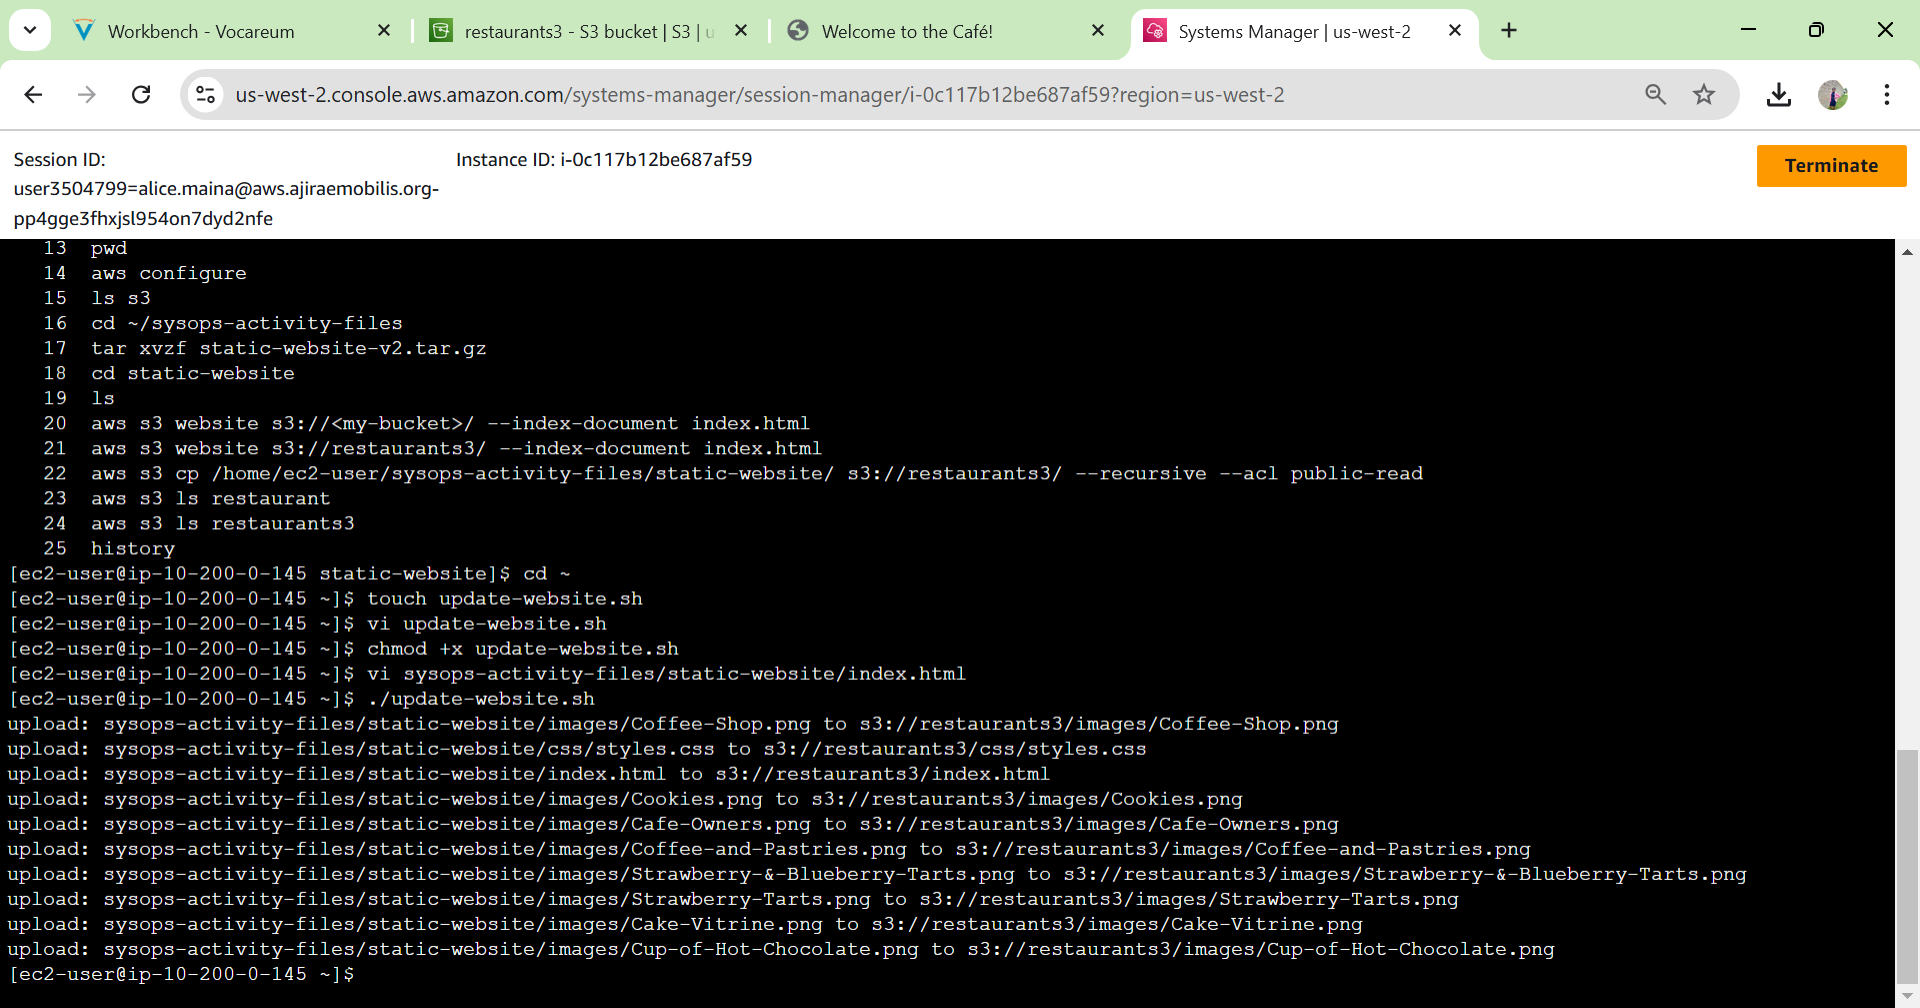 Workbench - Vocareum
restaurants3 - S3 bucket | S3 | u
Welcome to the Café!
Systems Manager | us-west-2
us-west-2.console.aws.amazon.com/systems-manager/session-manager/i-0c117b12be687af59?region=us-west-2
Session ID:
user3504799=alice.maina@aws.ajiraemobilis.org-
pp4gge3fhxjsl954on7dyd2nfe
Instance ID: i-0c117b12be687af59
Terminate
13 pwd
14 aws configure
15 ls s3
16 cd ~/sysops-activity-files
17 tar xvzf static-website-v2.tar.gz
18 cd static-website
19 ls
20 aws s3 website s3://<my-bucket>/ --index-document index.html
21 aws s3 website s3://restaurants3/ --index-document index.html
22 aws s3 cp /home/ec2-user/sysops-activity-files/static-website/ s3://restaurants3/ --recursive --acl public-read
23 aws s3 ls restaurant
24 aws s3 ls restaurants3
25 history
[ec2-user@ip-10-200-0-145 static-website]$ cd ~
[ec2-user@ip-10-200-0-145 ~]$ touch update-website.sh
[ec2-user@ip-10-200-0-145 ~]$ vi update-website.sh
[ec2-user@ip-10-200-0-145 ~]$ chmod +x update-website.sh
[ec2-user@ip-10-200-0-145 ~]$ vi sysops-activity-files/static-website/index.html
[ec2-user@ip-10-200-0-145 ~]$ ./update-website.sh
upload: sysops-activity-files/static-website/images/Coffee-Shop.png to s3://restaurants3/images/Coffee-Shop.png
upload: sysops-activity-files/static-website/css/styles.css to s3://restaurants3/css/styles.css
upload: sysops-activity-files/static-website/index.html to s3://restaurants3/index.html
upload: sysops-activity-files/static-website/images/Cookies.png to s3://restaurants3/images/Cookies.png
upload: sysops-activity-files/static-website/images/Cafe-Owners.png to s3://restaurants3/images/Cafe-Owners.png
upload: sysops-activity-files/static-website/images/Coffee-and-Pastries.png to s3://restaurants3/images/Coffee-and-Pastries.png
upload: sysops-activity-files/static-website/images/Strawberry-&-Blueberry-Tarts.png to s3://restaurants3/images/Strawberry-&-Blueberry-Tarts.png
upload: sysops-activity-files/static-website/images/Strawberry-Tarts.png to s3://restaurants3/images/Strawberry-Tarts.png
upload: sysops-activity-files/static-website/images/Cake-Vitrine.png to s3://restaurants3/images/Cake-Vitrine.png
upload: sysops-activity-files/static-website/images/Cup-of-Hot-Chocolate.png to s3://restaurants3/images/Cup-of-Hot-Chocolate.png
[ec2-user@ip-10-200-0-145 ~]$